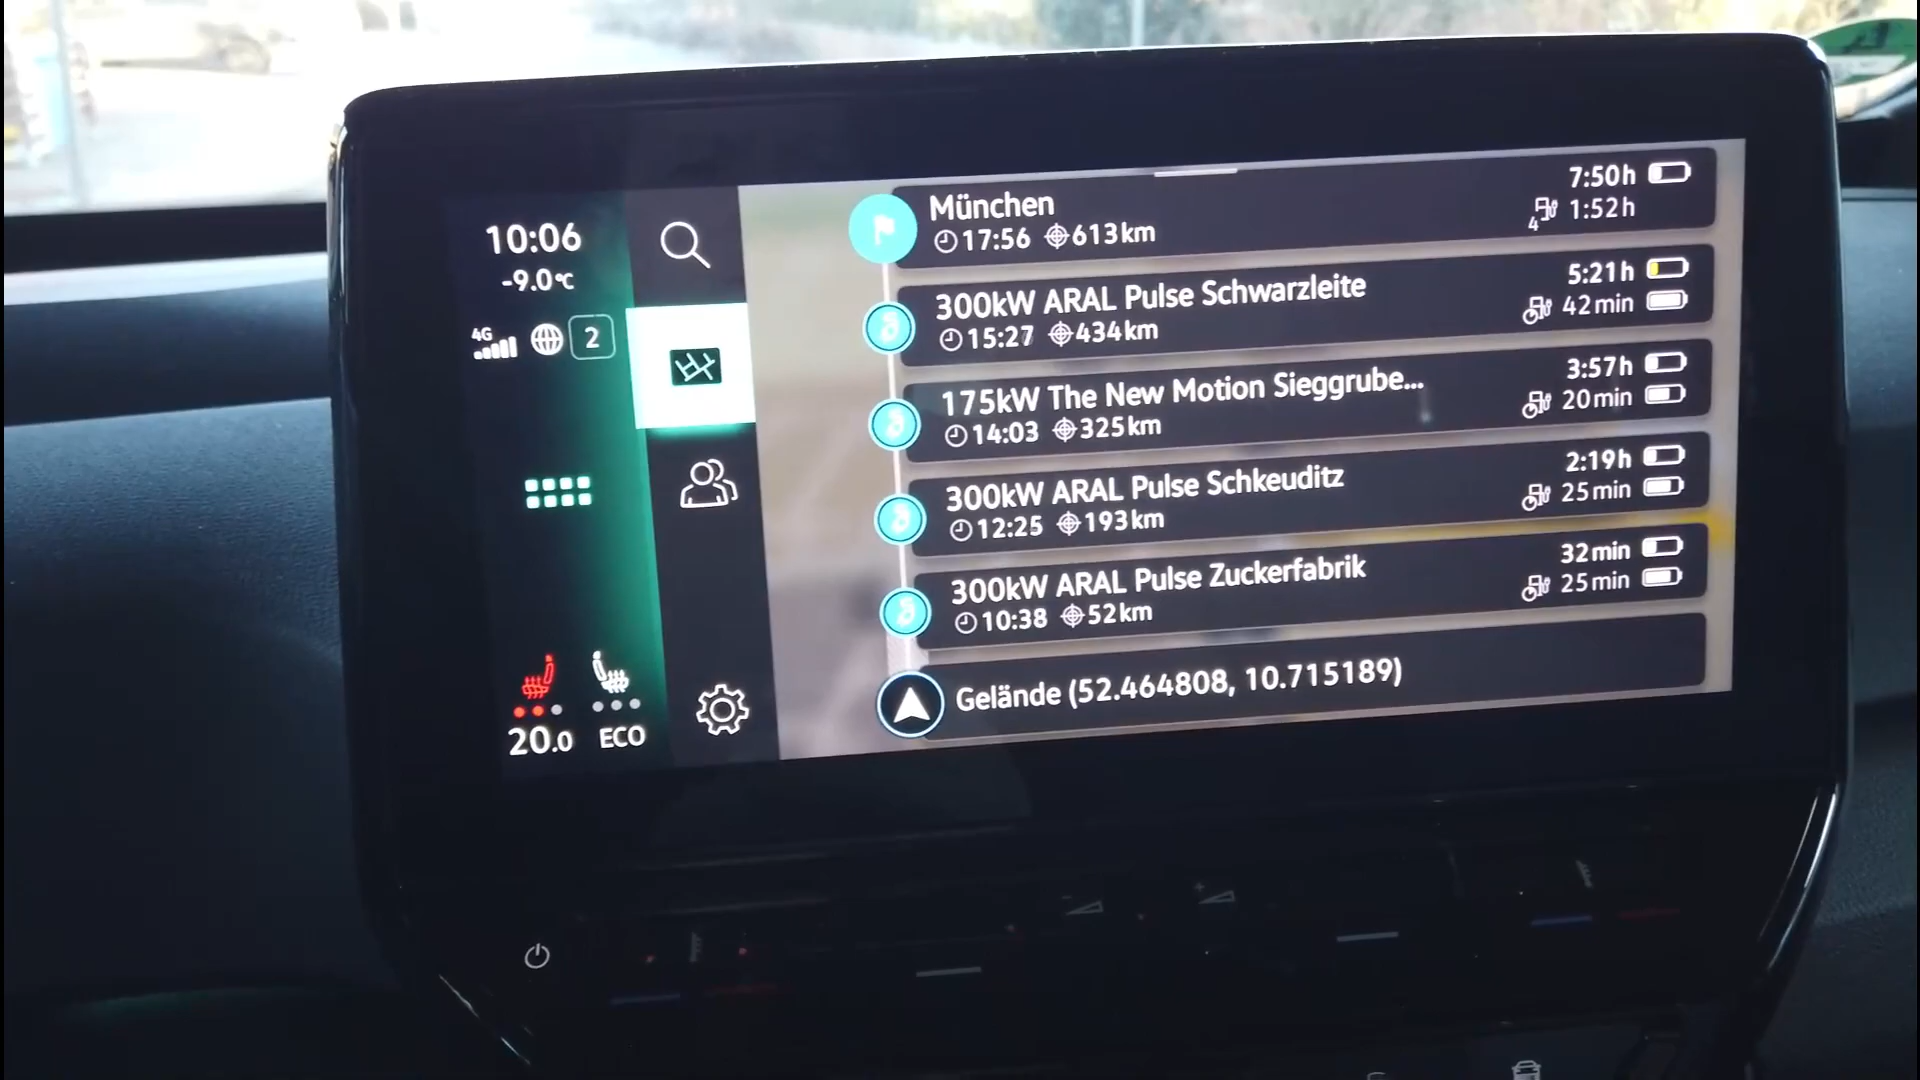 10:06
-9.0°C
4G
2
20.0
ECO
München
17:56 613km
7:50h
4 1:52h
300kW ARAL Pulse Schwarzleite
15:27 434km
5:21h
42min
175kW The New Motion Sieggrube...
14:03 325km
3:57h
20min
300kW ARAL Pulse Schkeuditz
12:25 193km
2:19h
25min
300kW ARAL Pulse Zuckerfabrik
10:38 52km
32min
25min
Gelände (52.464808, 10.715189)